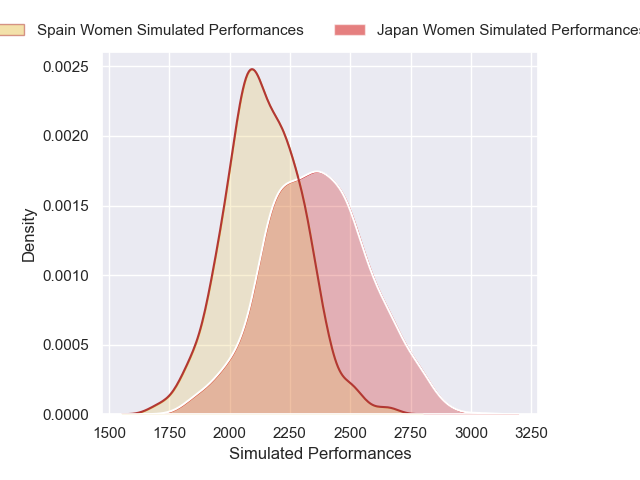 Spain Women Simulated Performances Japan Women Simulated Performances
0.0025
0.0020
0.0015
0.0010
0.0005
0.0000
Density
1500 1750 2000 2250 2500 2750 3000 3250
Simulated Performances